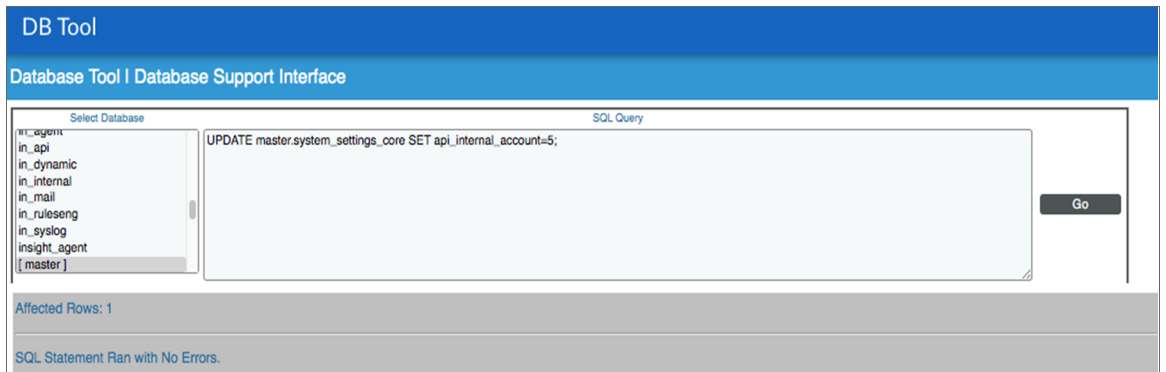 DB Tool
Database Tool I Database Support Interface
Select Database
SQL Query
in_agent
in_api
in_dynamic
in_internal
in_mail
in_ruleseng
in_syslog
insight_agent
[ master ]
UPDATE master.system_settings_core SET api_internal_account=5;
Go
Affected Rows: 1
SQL Statement Ran with No Errors.